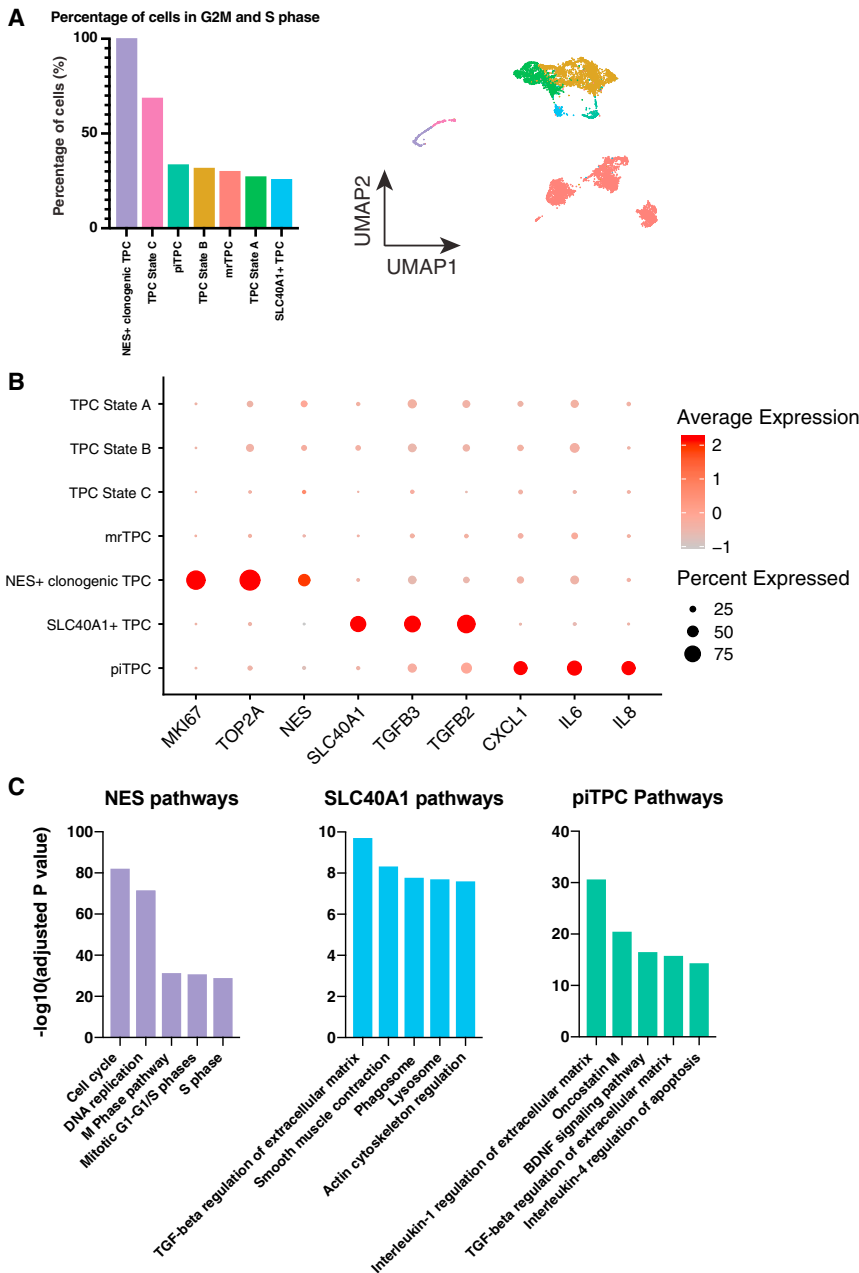 A
Percentage of cells in G2M and S phase
Percentage of cells (%)
100
50
0
NES+ clonogenic TPC
TPC State C
piTPC
TPC State B
mrTPC
TPC State A
SLC40A1+ TPC
UMAP2
UMAP1
B
TPC State A
TPC State B
TPC State C
mrTPC
NES+ clonogenic TPC
SLC40A1+ TPC
piTPC
MKI67
TOP2A
NES
SLC40A1
TGFB3
TGFB2
CXCL1
IL6
IL8
Average Expression
2
1
0
−1
Percent Expressed
25
50
75
C
NES pathways
-log10(adjusted P value)
100
80
60
40
20
0
Cell cycle
DNA replication
M Phase pathway
Mitotic G1-G1/S phases
S phase
SLC40A1 pathways
10
8
6
4
2
0
TGF-beta regulation of extracellular matrix
Smooth muscle contraction
Phagosome
Lysosome
Actin cytoskeleton regulation
piTPC Pathways
40
30
20
10
0
Interleukin-1 regulation of extracellular matrix
Oncostatin M
BDNF signaling pathway
TGF-beta regulation of extracellular matrix
Interleukin-4 regulation of apoptosis